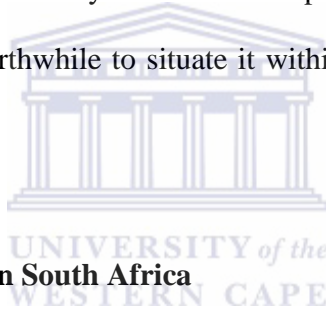 rthwhile to situate it withi
UNIVERSITY of the
n South Africa
WESTERN CAPE